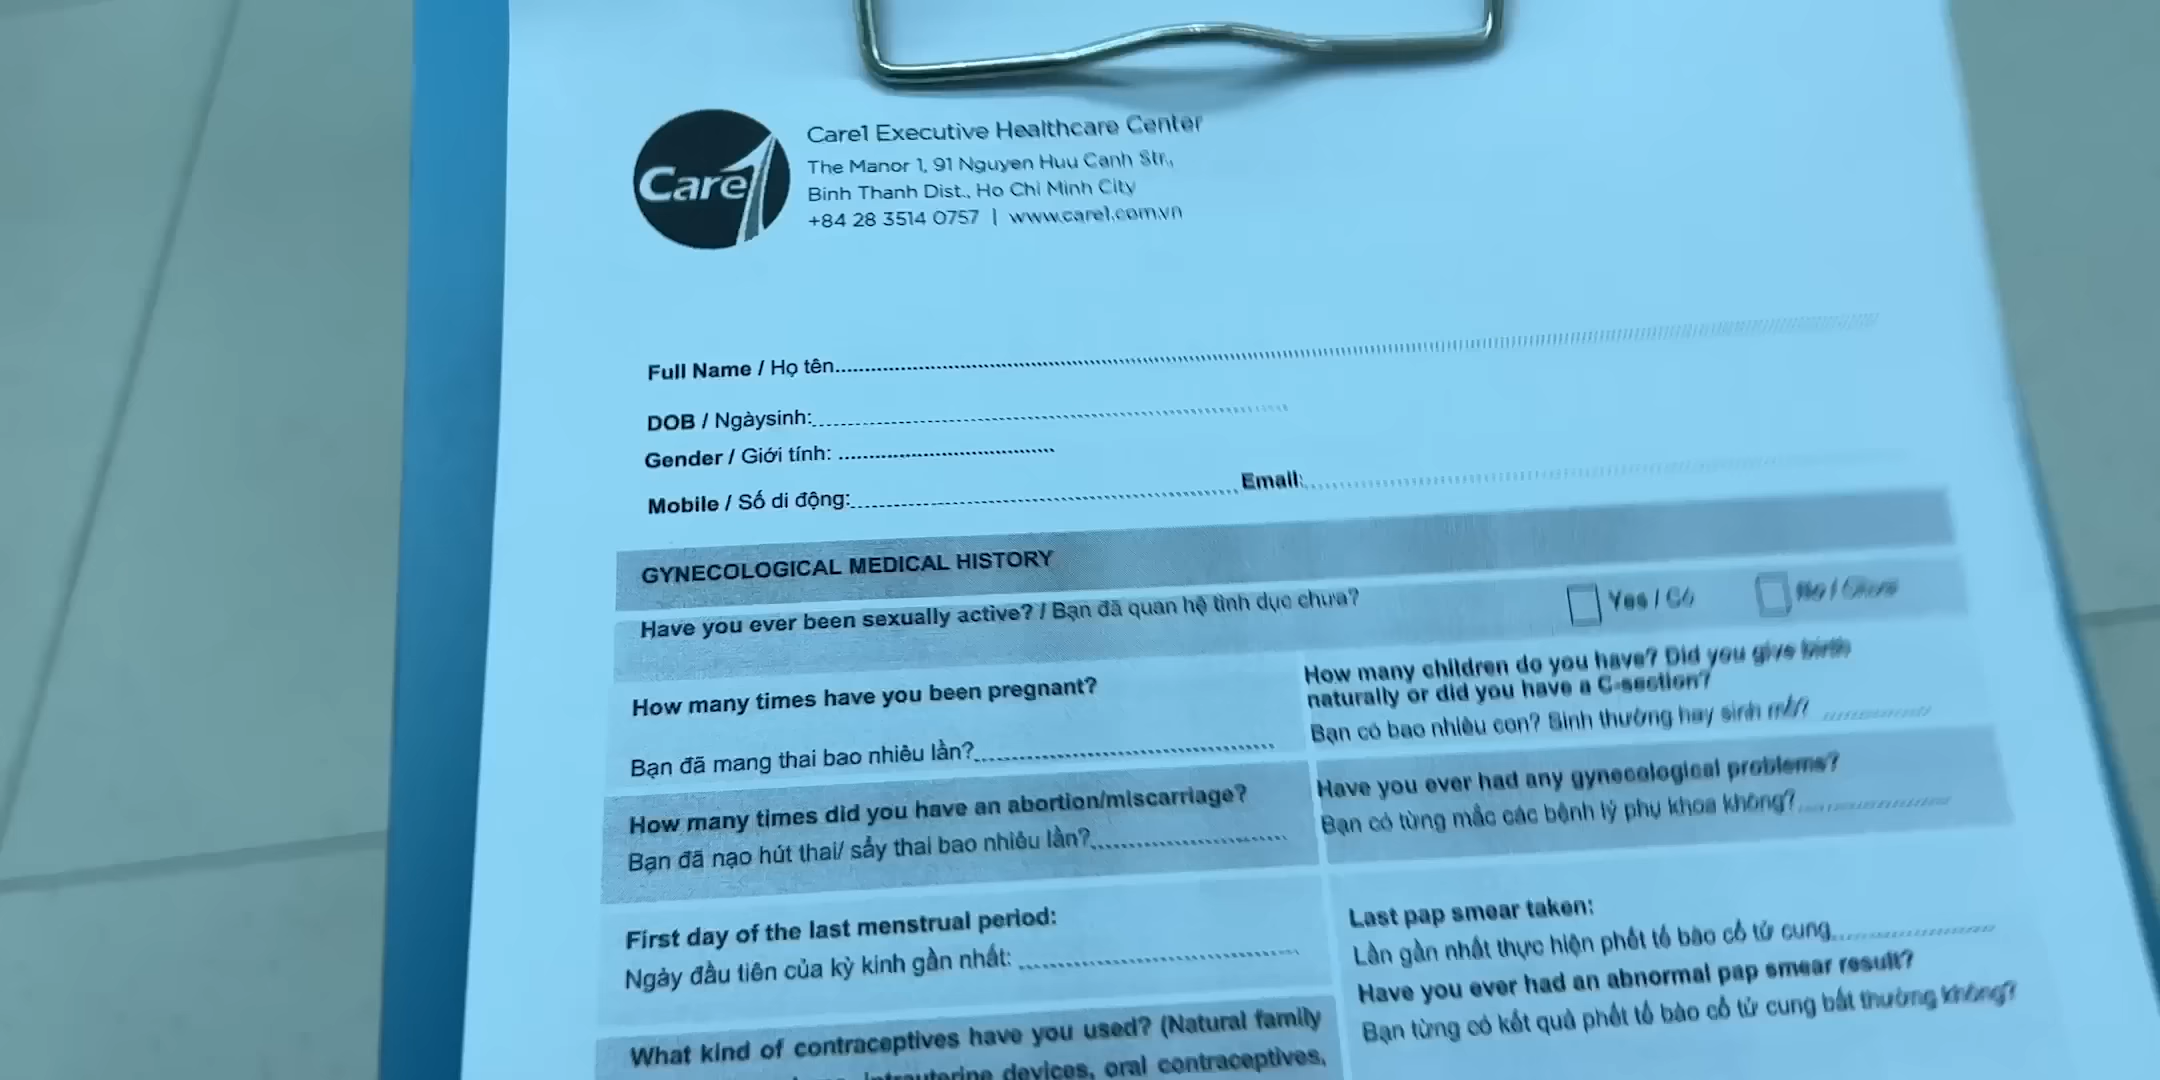 Care1
Care1 Executive Healthcare Center
The Manor 1, 91 Nguyen Huu Canh Str.,
Binh Thanh Dist., Ho Chi Minh City
+84 28 3514 0757 | www.care1.com.vn
Full Name / Họ tên
DOB / Ngàysinh:
Gender / Giới tính:
Mobile / Số di động: Email:
GYNECOLOGICAL MEDICAL HISTORY
Have you ever been sexually active? / Bạn đã quan hệ tình dục chưa? Yes / Có No /
How many times have you been pregnant?
Bạn đã mang thai bao nhiêu lần?
How many children do you have? Did you give birth
naturally or did you have a C-section?
Bạn có bao nhiêu con? Sinh thường hay sinh mổ?
How many times did you have an abortion/miscarriage?
Bạn đã nạo hút thai/ sẩy thai bao nhiêu lần?
Have you ever had any gynecological problems?
Bạn có từng mắc các bệnh lý phụ khoa không?
First day of the last menstrual period:
Ngày đầu tiên của kỳ kinh gần nhất:
Last pap smear taken:
Lần gần nhất thực hiện phết tế bào cổ tử cung
Have you ever had an abnormal pap smear result?
Bạn từng có kết quả phết tế bào cổ tử cung bất thường không?
What kind of contraceptives have you used? (Natural family
intrauterine devices, oral contraceptives,